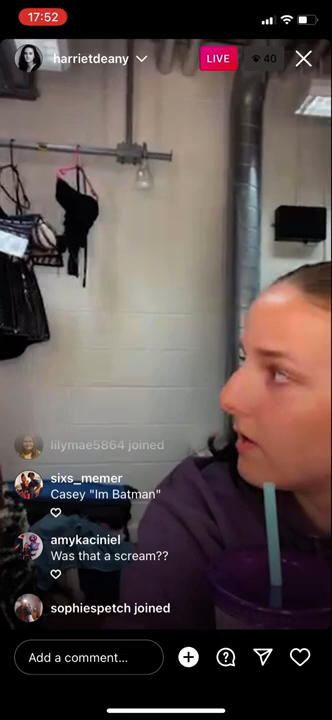 17:52
harrietdeany
LIVE
40
lilymae5864 joined
sixs_memer
Casey "Im Batman"
amykaciniel
Was that a scream??
sophiespetch joined
Add a comment...